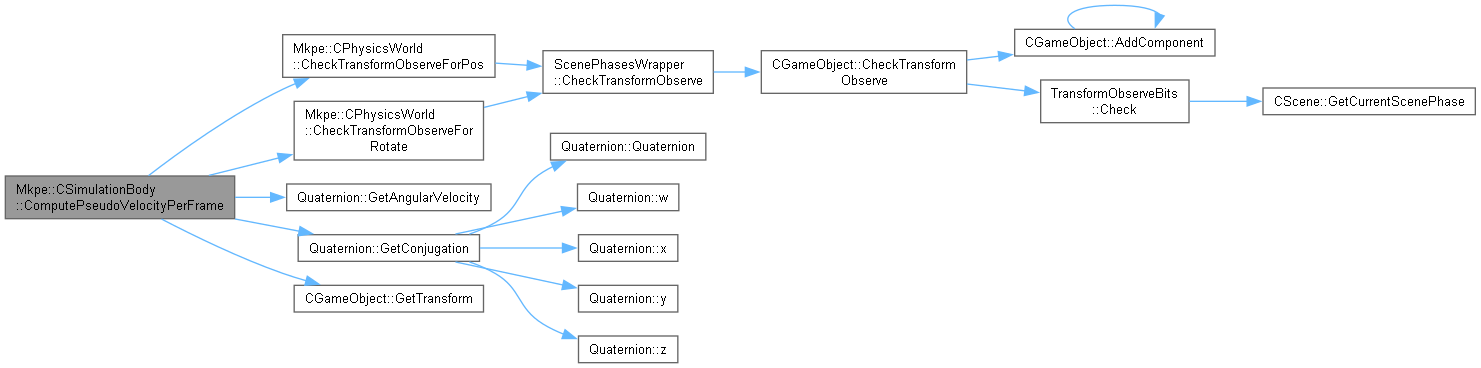 Mkpe::CSimulationBody
::ComputePseudoVelocityPerFrame
Mkpe::CPhysicsWorld
::CheckTransformObserveForPos
Mkpe::CPhysicsWorld
::CheckTransformObserveFor
Rotate
Quaternion::GetAngularVelocity
Quaternion::GetConjugation
CGameObject::GetTransform
ScenePhasesWrapper
::CheckTransformObserve
Quaternion::Quaternion
Quaternion::w
Quaternion::x
Quaternion::y
Quaternion::z
CGameObject::CheckTransform
Observe
CGameObject::AddComponent
TransformObserveBits
::Check
CScene::GetCurrentScenePhase